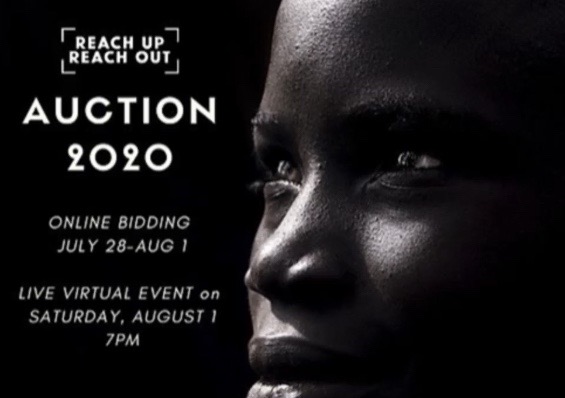 REACH UP
REACH OUT
AUCTION
2020
ONLINE BIDDING
JULY 28-AUG 1
LIVE VIRTUAL EVENT on
SATURDAY, AUGUST 1
7PM